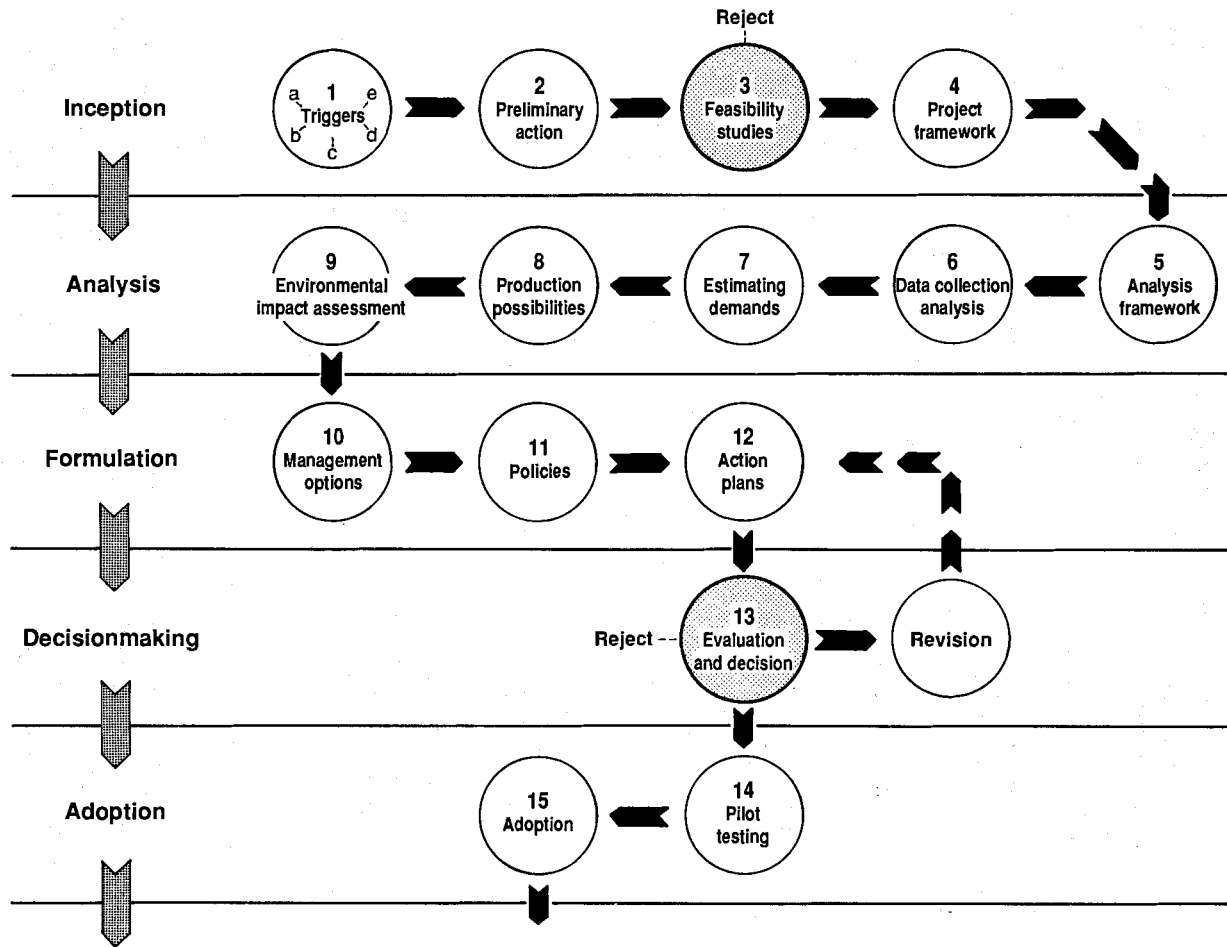 Reject
Inception
1
Triggers
a
b
c
d
e
2
Preliminary
action
3
Feasibility
studies
4
Project
framework
Analysis
9
Environmental
impact assessment
8
Production
possibilities
7
Estimating
demands
6
Data collection
analysis
5
Analysis
framework
Formulation
10
Management
options
11
Policies
12
Action
plans
Decisionmaking
Reject
13
Evaluation
and decision
Revision
Adoption
15
Adoption
14
Pilot
testing